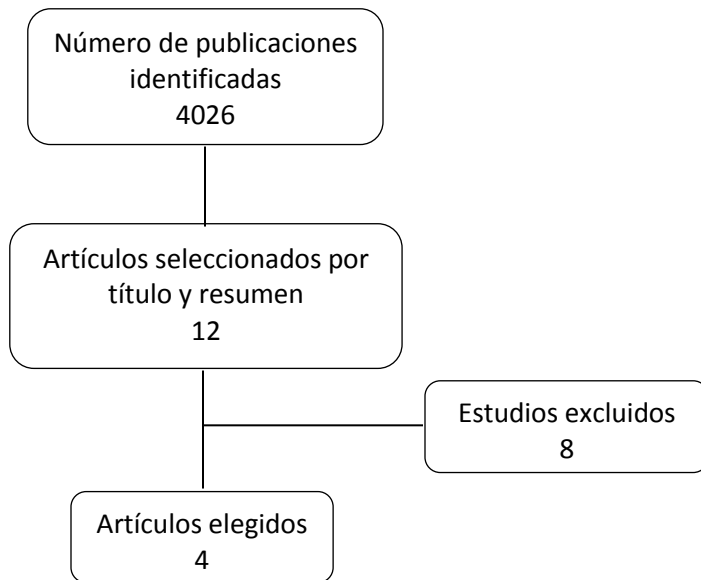 Número de publicaciones
identificadas
4026
Artículos seleccionados por
título y resumen
12
Estudios excluidos
8
Artículos elegidos
4